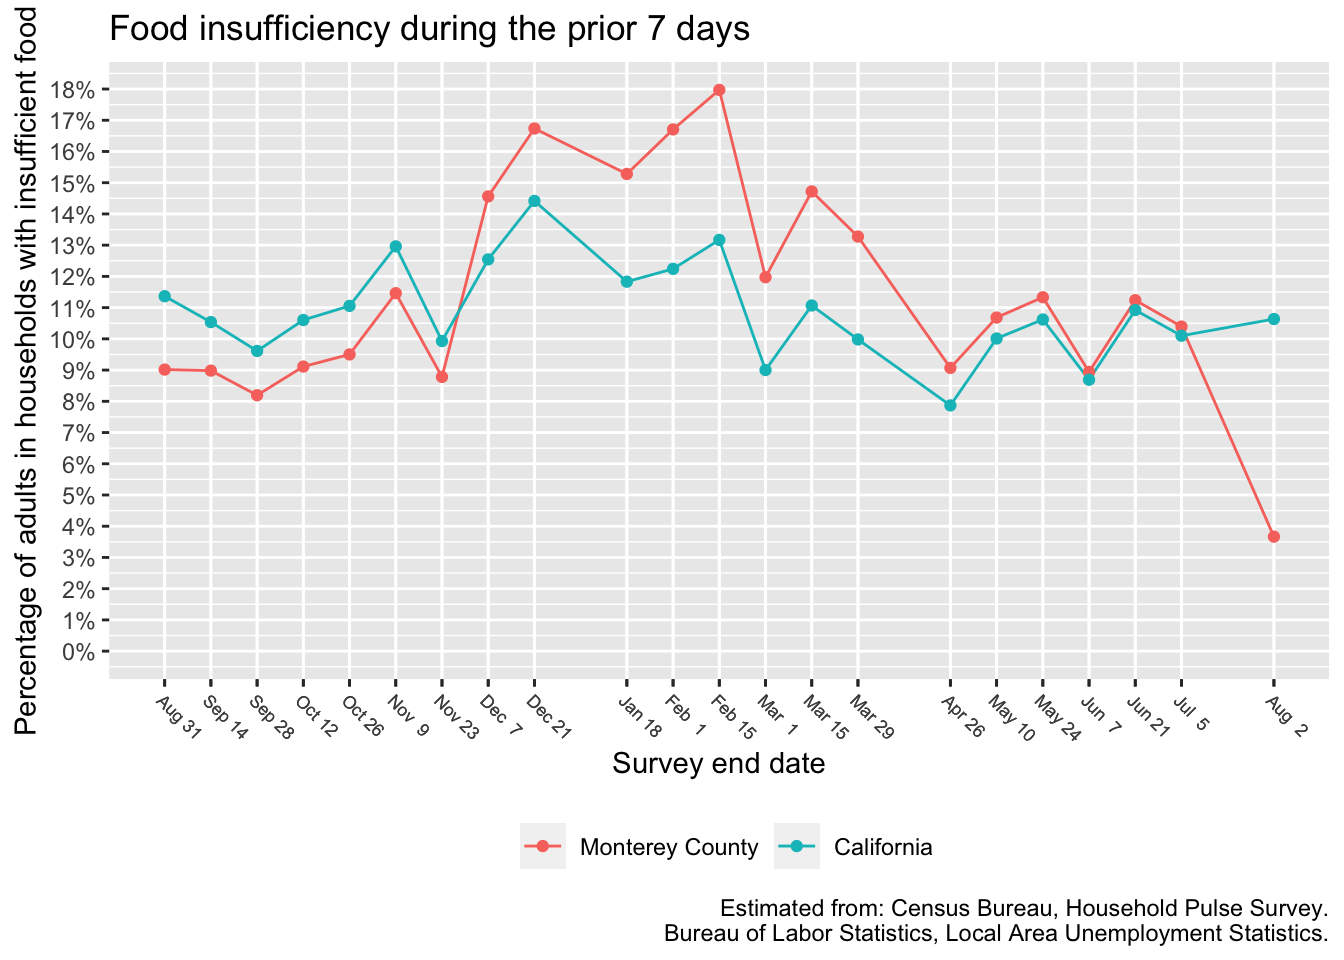 Food insufficiency during the prior 7 days
Percentage of adults in households with insufficient food
18%
17%
16%
15%
14%
13%
12%
11%
10%
9%
8%
7%
6%
5%
4%
3%
2%
1%
0%
Aug 31
Sep 14
Sep 28
Oct 12
Oct 26
Nov 9
Nov 23
Dec 7
Dec 21
Jan 18
Feb 1
Feb 15
Mar 1
Mar 15
Mar 29
Apr 26
May 10
May 24
Jun 7
Jun 21
Jul 5
Aug 2
Survey end date
Monterey County
California
Estimated from: Census Bureau, Household Pulse Survey.
Bureau of Labor Statistics, Local Area Unemployment Statistics.